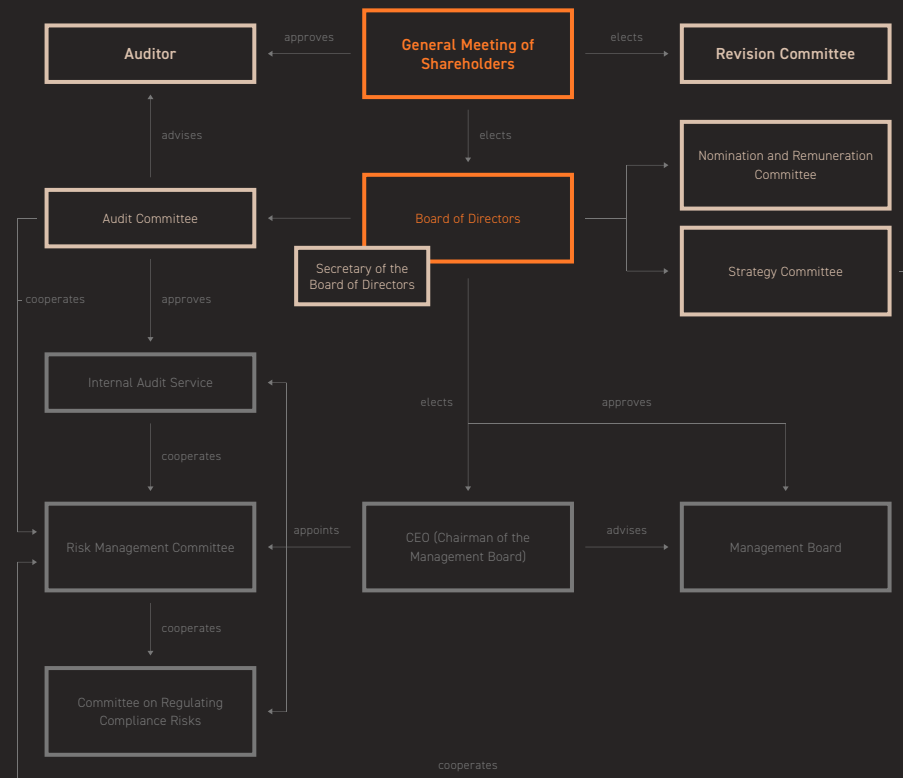 approves
General Meeting of
Shareholders
elects
Auditor
Revision Committee
advises
elects
Nomination and Remuneration
Committee
Audit Committee
Board of Directors
Secretary of the
Board of Directors
Strategy Committee
cooperates
approves
Internal Audit Service
elects
approves
cooperates
Risk Management Committee
appoints
CEO (Chairman of the
Management Board)
advises
Management Board
cooperates
Committee on Regulating
Compliance Risks
cooperates